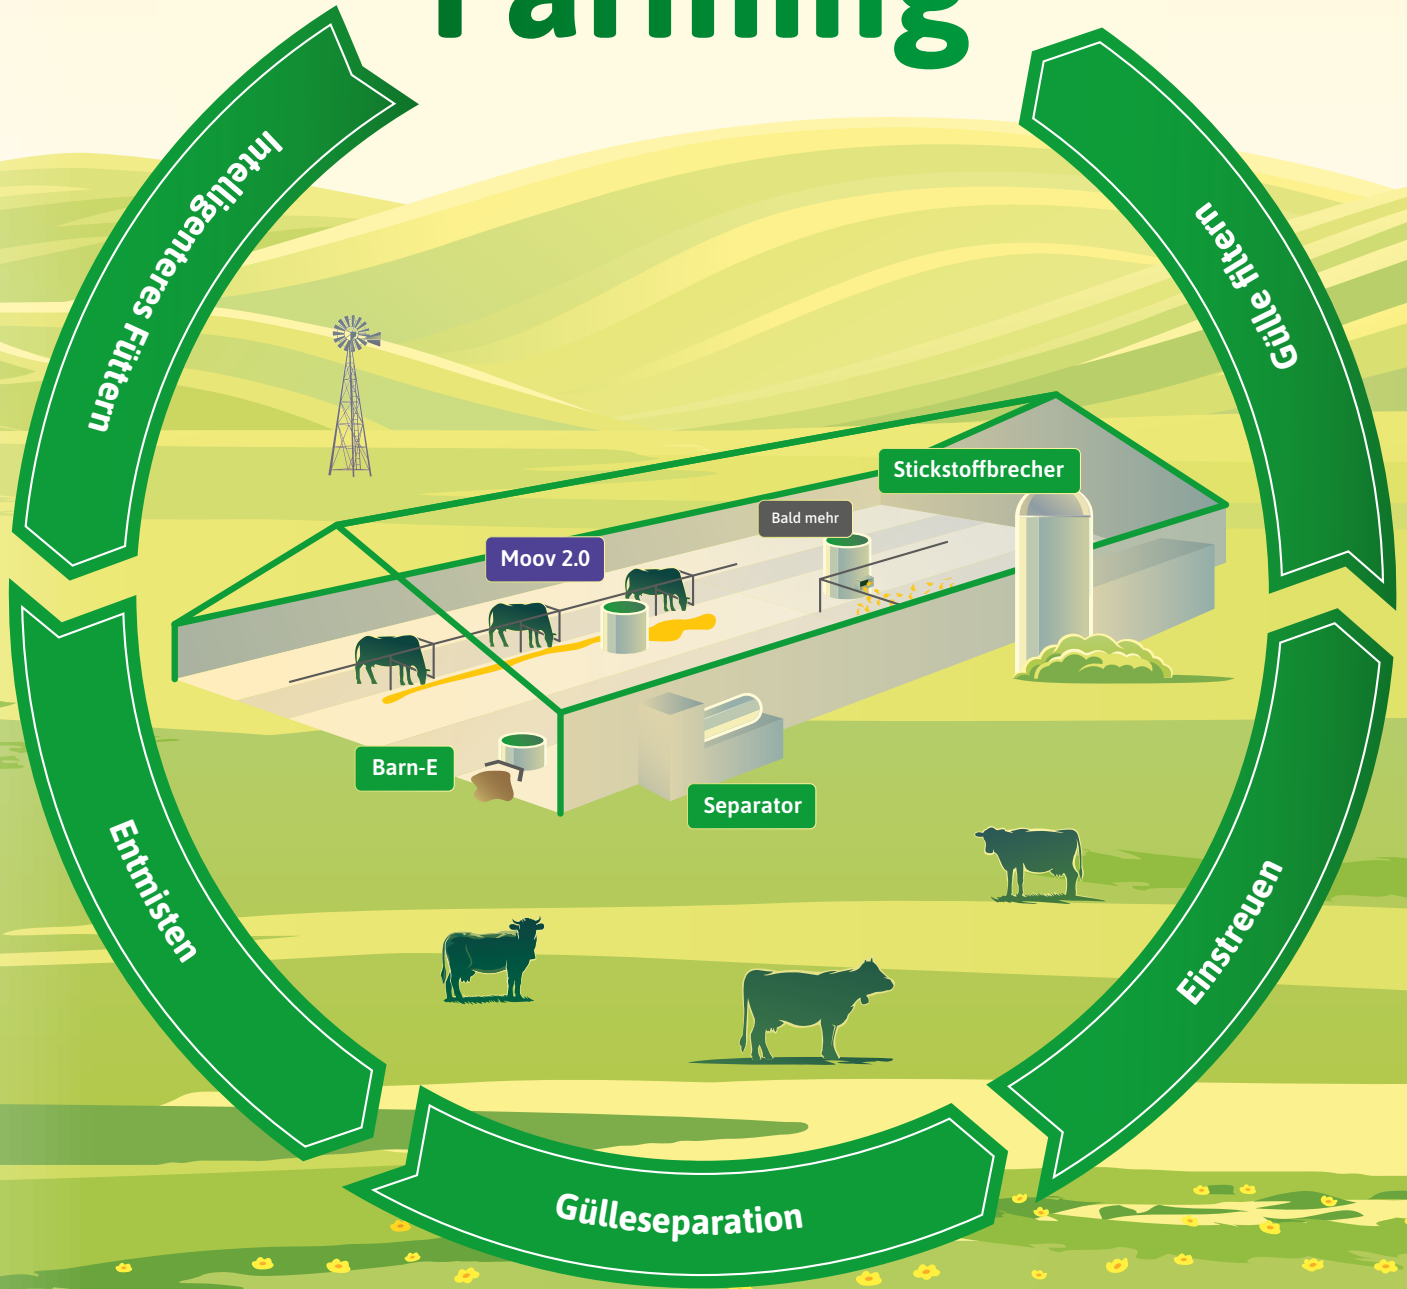 Farming
Intelligenteres Füttern
Gülle filtern
Stickstoffbrecher
Bald mehr
Moov 2.0
Barn-E
Separator
Entmisten
Einstreuen
Gülleseparation